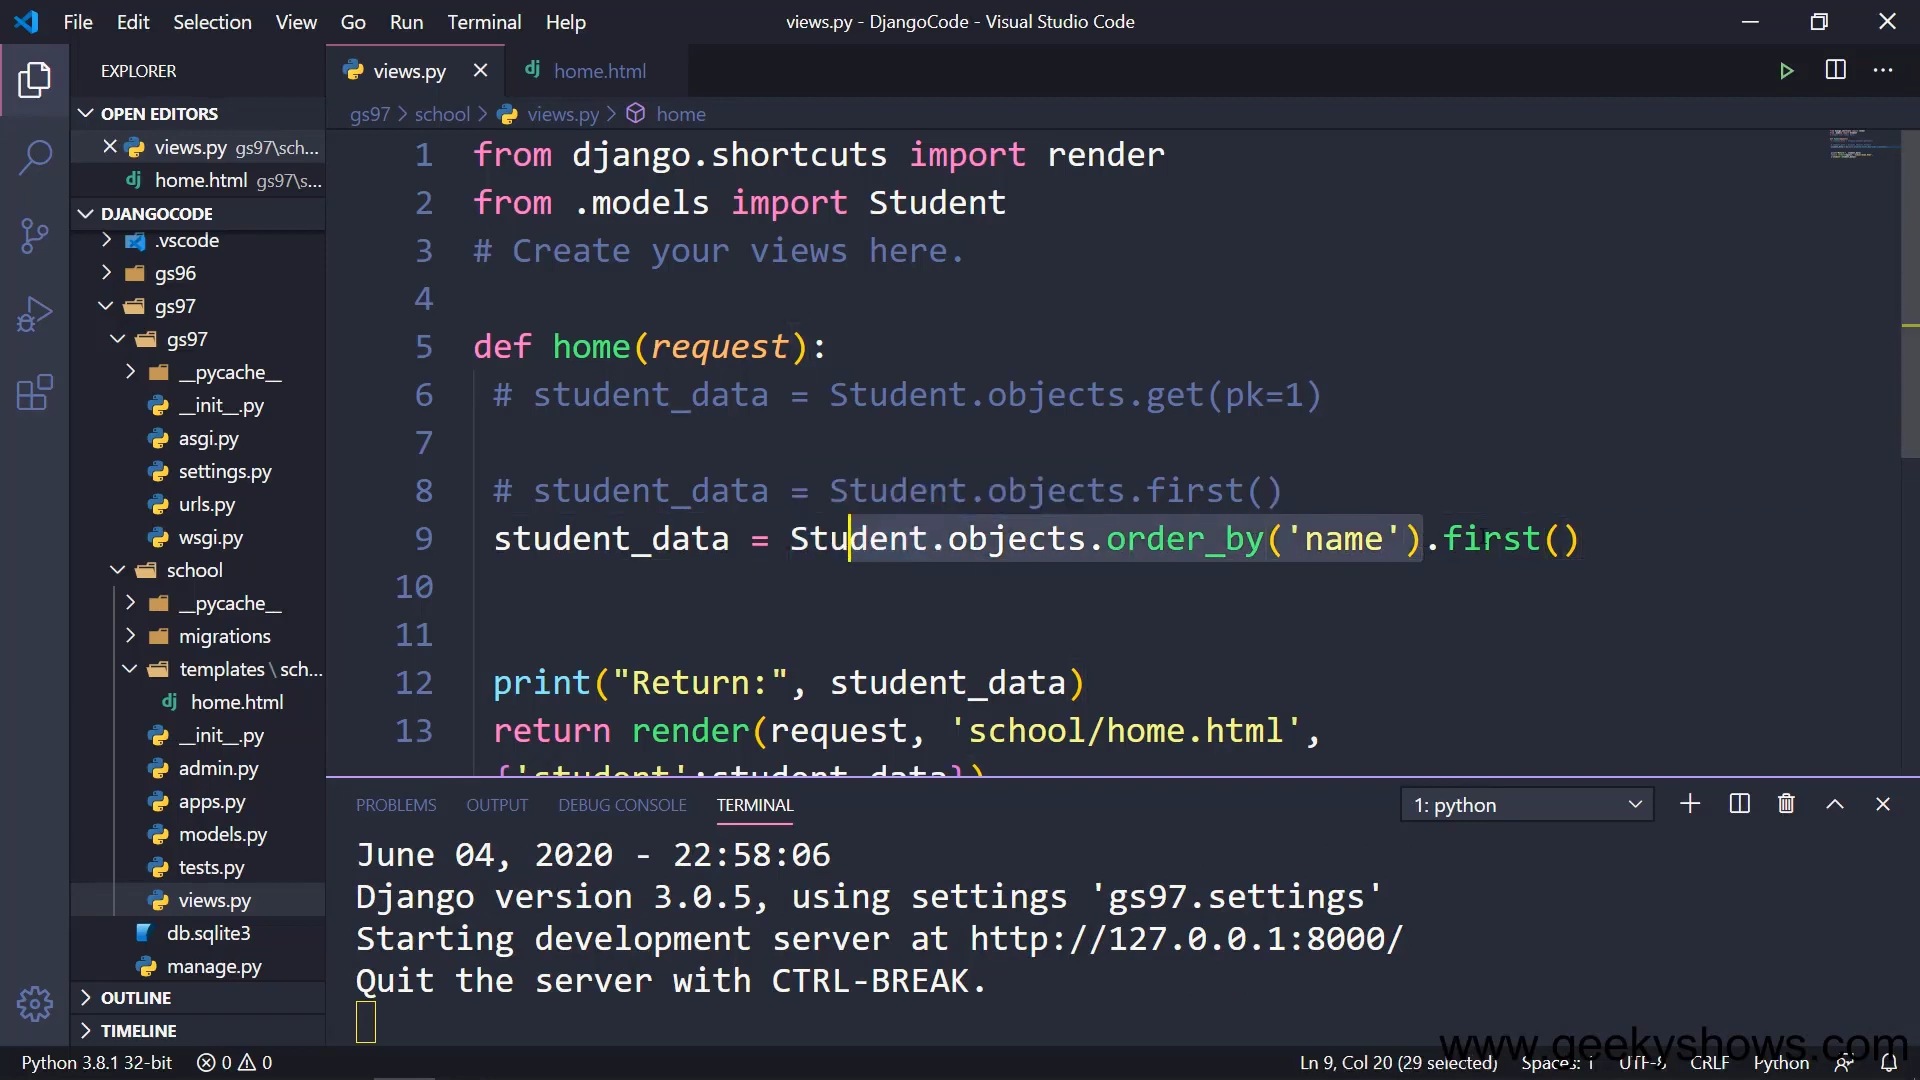 File Edit Selection View Go Run Terminal Help
views.py - DjangoCode - Visual Studio Code
EXPLORER
OPEN EDITORS
views.py gs97\sch...
home.html gs97\s...
DJANGOCODE
.vscode
gs96
gs97
gs97
__pycache__
__init__.py
asgi.py
settings.py
urls.py
wsgi.py
school
__pycache__
migrations
templates\sch...
home.html
__init__.py
admin.py
apps.py
models.py
tests.py
views.py
db.sqlite3
manage.py
OUTLINE
TIMELINE
views.py
home.html
gs97 > school > views.py > home
1 from django.shortcuts import render
2 from .models import Student
3 # Create your views here.
4
5 def home(request):
6 # student_data = Student.objects.get(pk=1)
7
8 # student_data = Student.objects.first()
9 student_data = Student.objects.order_by('name').first()
10
11
12 print("Return:", student_data)
13 return render(request, 'school/home.html',
{'student':student_data})
PROBLEMS OUTPUT DEBUG CONSOLE TERMINAL
1: python
June 04, 2020 - 22:58:06
Django version 3.0.5, using settings 'gs97.settings'
Starting development server at http://127.0.0.1:8000/
Quit the server with CTRL-BREAK.
www.geekyshows.com
Python 3.8.1 32-bit 0 0 Ln 9, Col 20 (29 selected) Spaces: 1 UTF-8 CRLF Python